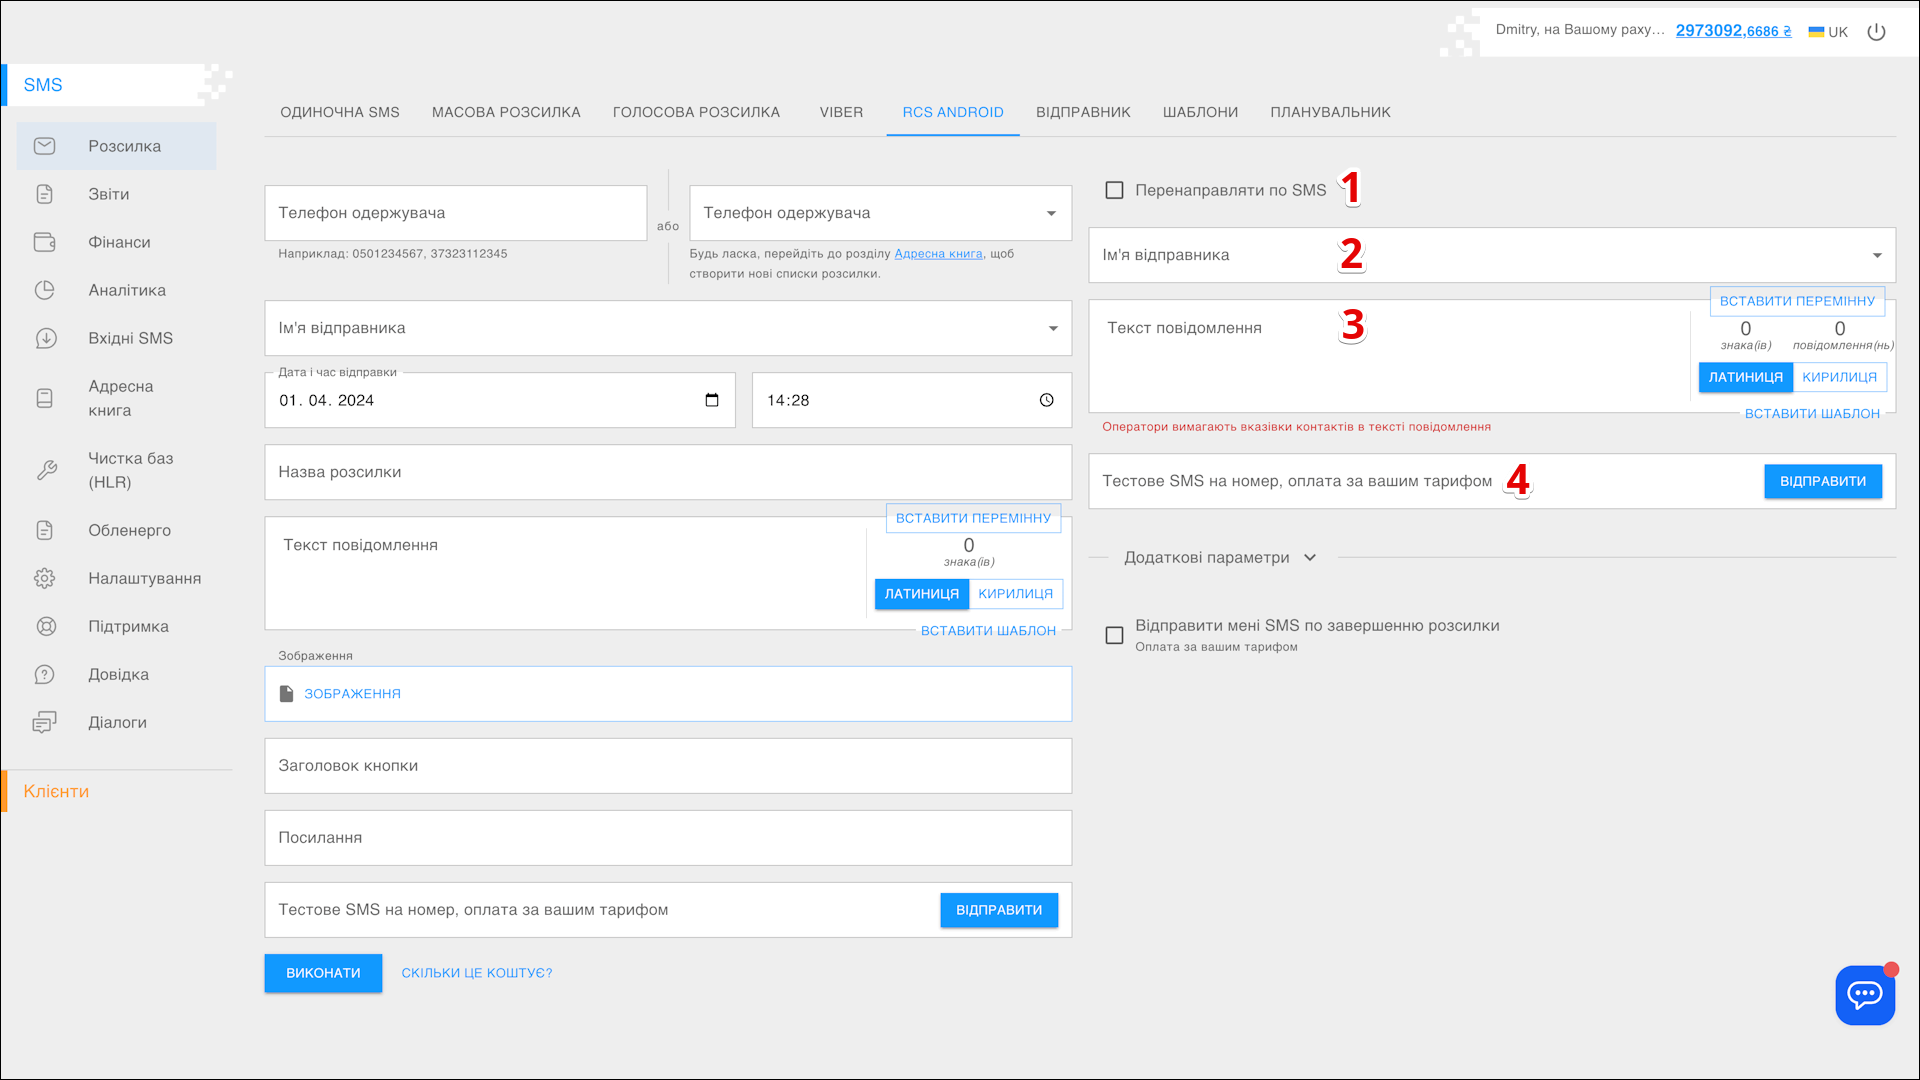 Dmitry, на Вашому раху... 2973092,6686 ₴ UK
SMS
ОДИНОЧНА SMS МАСОВА РОЗСИЛКА ГОЛОСОВА РОЗСИЛКА VIBER RCS ANDROID ВІДПРАВНИК ШАБЛОНИ ПЛАНУВАЛЬНИК
Розсилка
Звіти
Фінанси
Аналітика
Вхідні SMS
Адресна
книга
Чистка баз
(HLR)
Обленерго
Налаштування
Підтримка
Довідка
Діалоги
Клієнти
Телефон одержувача
Наприклад: 0501234567, 37323112345
або
Телефон одержувача
Будь ласка, перейдіть до розділу Адресна книга, щоб
створити нові списки розсилки.
Ім'я відправника
Дата і час відправки
01. 04. 2024
14:28
Назва розсилки
Текст повідомлення
ВСТАВИТИ ПЕРЕМІННУ
0
знака(ів)
ЛАТИНИЦЯ КИРИЛИЦЯ
ВСТАВИТИ ШАБЛОН
Зображення
ЗОБРАЖЕННЯ
Заголовок кнопки
Посилання
Тестове SMS на номер, оплата за вашим тарифом ВІДПРАВИТИ
ВИКОНАТИ СКІЛЬКИ ЦЕ КОШТУЄ?
Перенаправляти по SMS 1
Ім'я відправника 2
Текст повідомлення 3
ВСТАВИТИ ПЕРЕМІННУ
0 0
знака(ів) повідомлення(нь)
ЛАТИНИЦЯ КИРИЛИЦЯ
ВСТАВИТИ ШАБЛОН
Оператори вимагають вказівки контактів в тексті повідомлення
Тестове SMS на номер, оплата за вашим тарифом 4 ВІДПРАВИТИ
Додаткові параметри
Відправити мені SMS по завершенню розсилки
Оплата за вашим тарифом